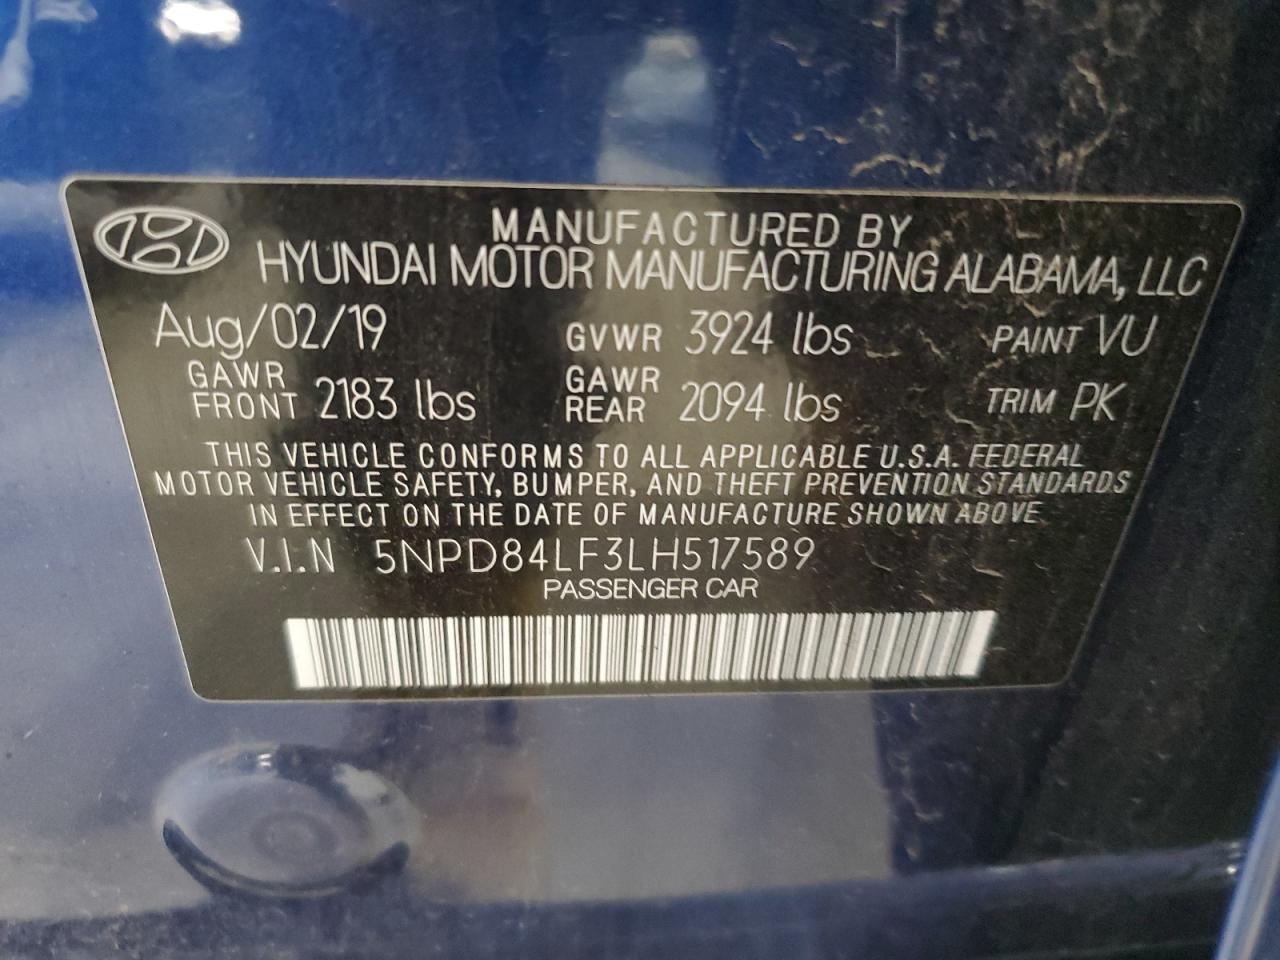 MANUFACTURED BY
HYUNDAI MOTOR MANUFACTURING ALABAMA, LLC
Aug/02/19 GVWR 3924 lbs PAINT VU
GAWR FRONT 2183 lbs GAWR REAR 2094 lbs TRIM PK
THIS VEHICLE CONFORMS TO ALL APPLICABLE U.S.A. FEDERAL
MOTOR VEHICLE SAFETY, BUMPER, AND THEFT PREVENTION STANDARDS
IN EFFECT ON THE DATE OF MANUFACTURE SHOWN ABOVE
V.I.N 5NPD84LF3LH517589
PASSENGER CAR